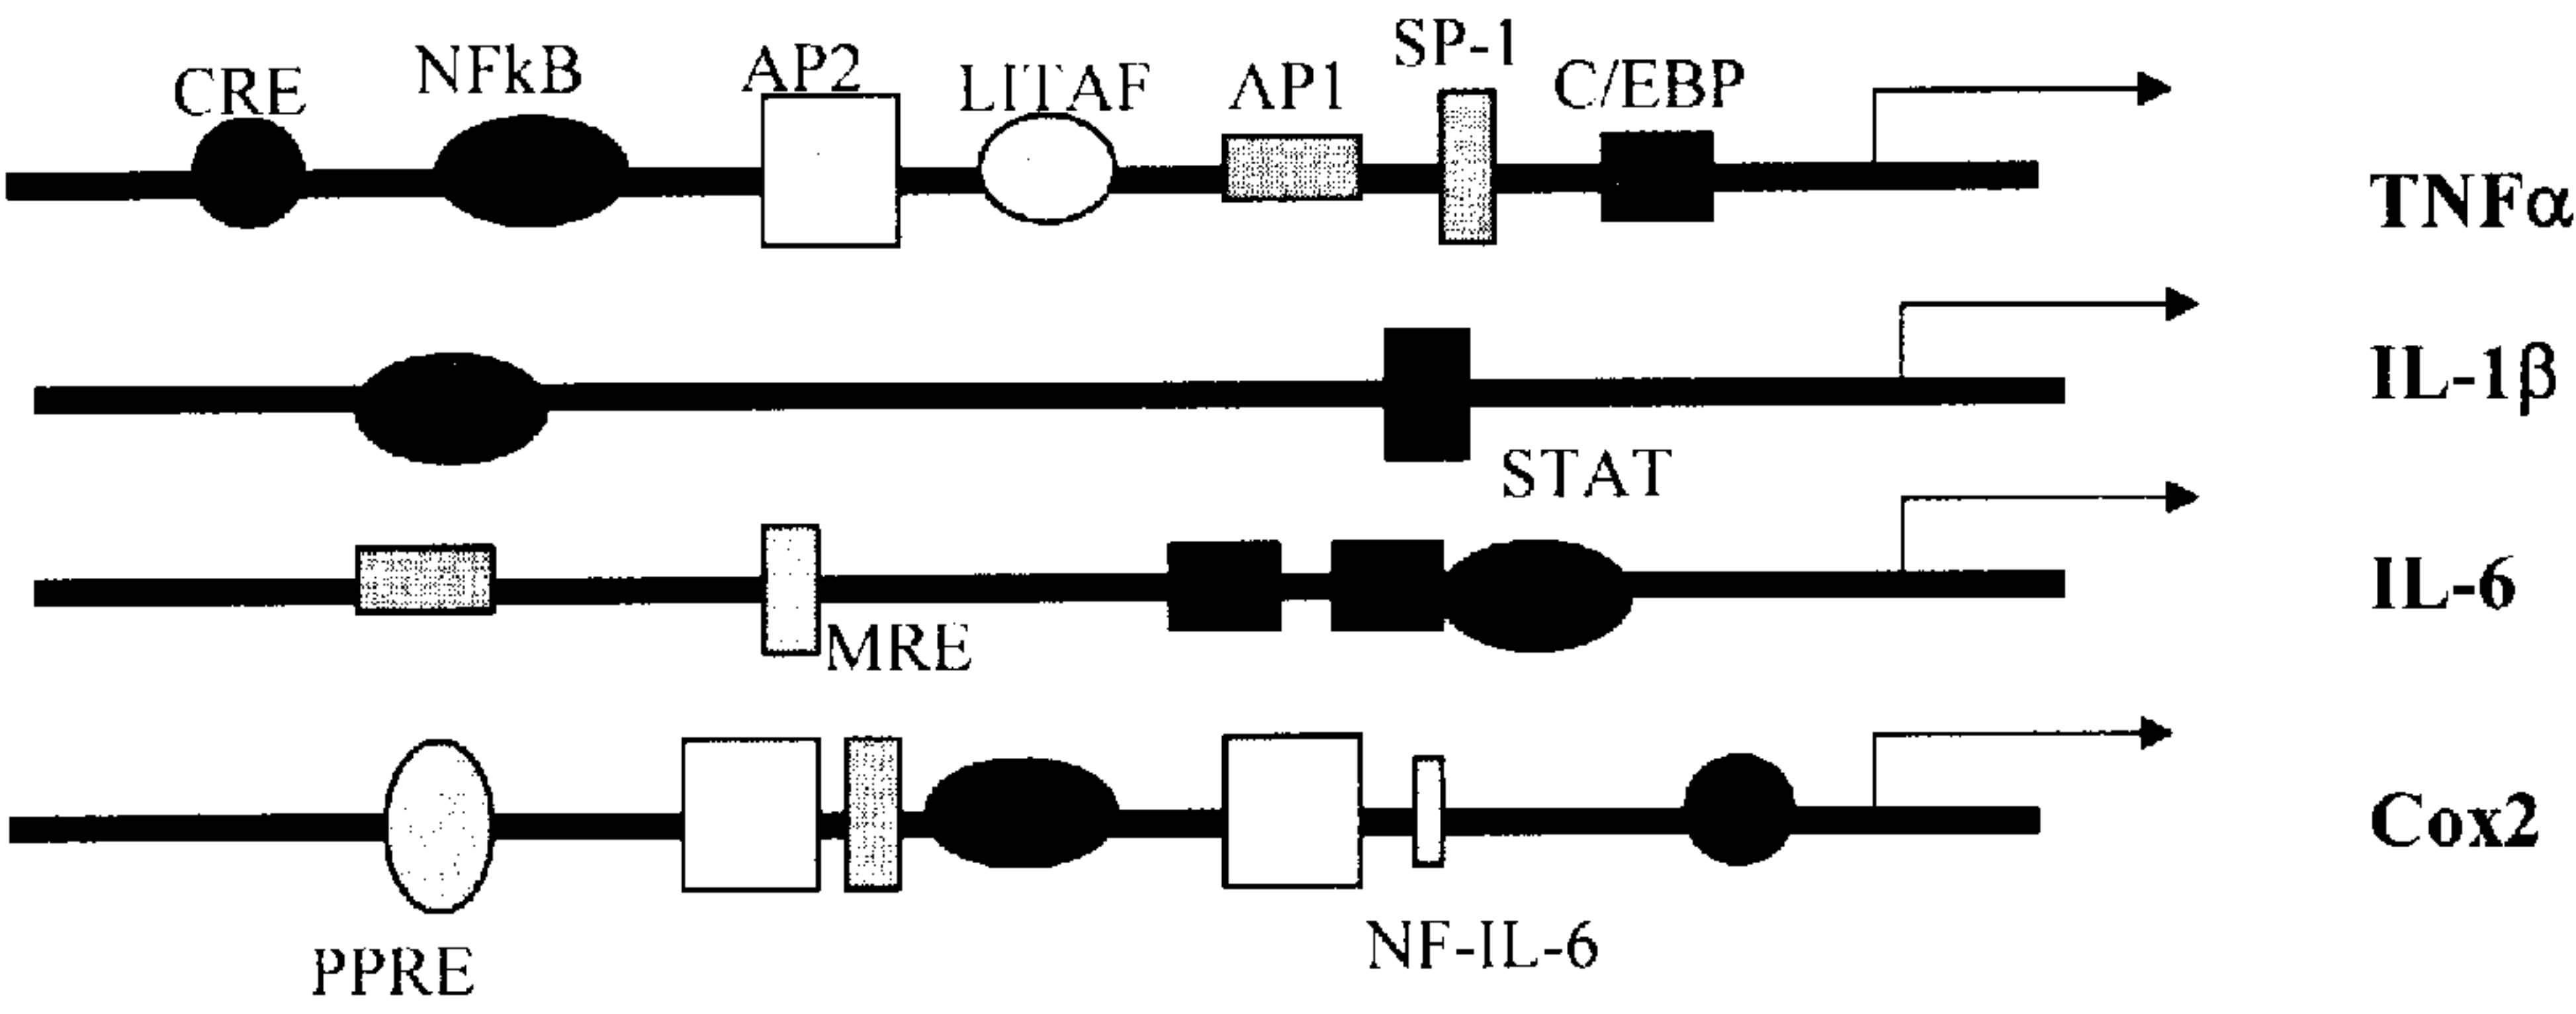 CRE NFkB AP2 LITAF AP1 SP-1 C/EBP
TNFα
IL-1β
STAT
IL-6
MRE
Cox2
PPRE NF-IL-6